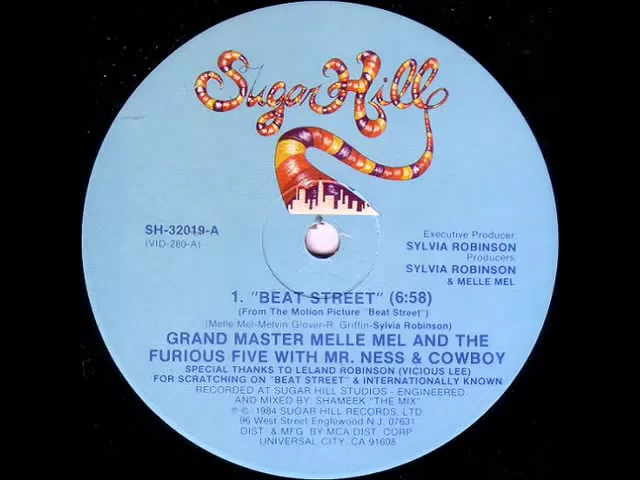 Sugar Hill
SH-32019-A
(VID-280-A)
Executive Producer:
SYLVIA ROBINSON
Producers:
SYLVIA ROBINSON
& MELLE MEL
1. "BEAT STREET" (6:58)
(From The Motion Picture "Beat Street")
(Melle Mel-Melvin Glover-R. Griffin-Sylvia Robinson)
GRAND MASTER MELLE MEL AND THE
FURIOUS FIVE WITH MR. NESS & COWBOY
SPECIAL THANKS TO LELAND ROBINSON (VICIOUS LEE)
FOR SCRATCHING ON "BEAT STREET" & INTERNATIONALLY KNOWN
RECORDED AT SUGAR HILL STUDIOS - ENGINEERED
AND MIXED BY: SHAMEEK "THE MIX"
℗ © 1984 SUGAR HILL RECORDS, LTD.
96 West Street Englewood N.J. 07631
DIST. & MFG. BY MCA DIST. CORP
UNIVERSAL CITY, CA 91608